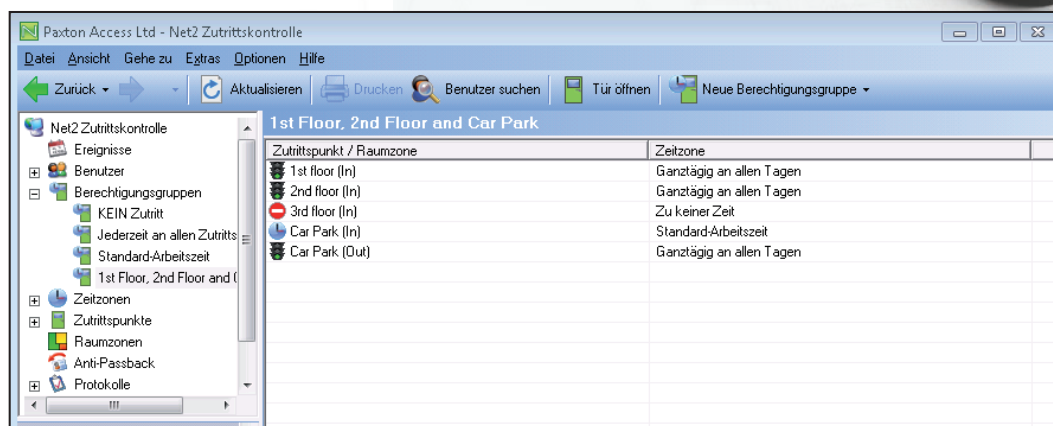 Paxton Access Ltd - Net2 Zutrittskontrolle
Datei Ansicht Gehe zu Extras Optionen Hilfe
Zurück Aktualisieren Drucken Benutzer suchen Tür öffnen Neue Berechtigungsgruppe
Net2 Zutrittskontrolle
Ereignisse
Benutzer
Berechtigungsgruppen
KEIN Zutritt
Jederzeit an allen Zutritts
Standard-Arbeitszeit
1st Floor, 2nd Floor and (
Zeitzonen
Zutrittspunkte
Raumzonen
Anti-Passback
Protokolle
1st Floor, 2nd Floor and Car Park
Zutrittspunkt / Raumzone Zeitzone
1st floor (In) Ganztägig an allen Tagen
2nd floor (In) Ganztägig an allen Tagen
3rd floor (In) Zu keiner Zeit
Car Park (In) Standard-Arbeitszeit
Car Park (Out) Ganztägig an allen Tagen